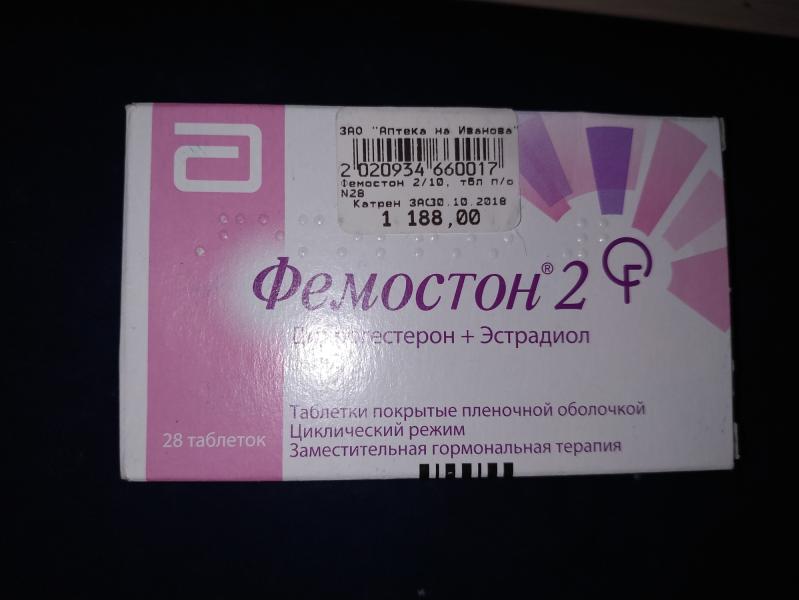 ЗАО "Аптека на Иванова"
2 020934 660017
Фемостон 2/10, тбл п/о
N28
Катрен ЗАО30.10.2018
1 188,00
Фемостон® 2
Дидрогестерон + Эстрадиол
Таблетки покрытые пленочной оболочкой
Циклический режим
Заместительная гормональная терапия
28 таблеток